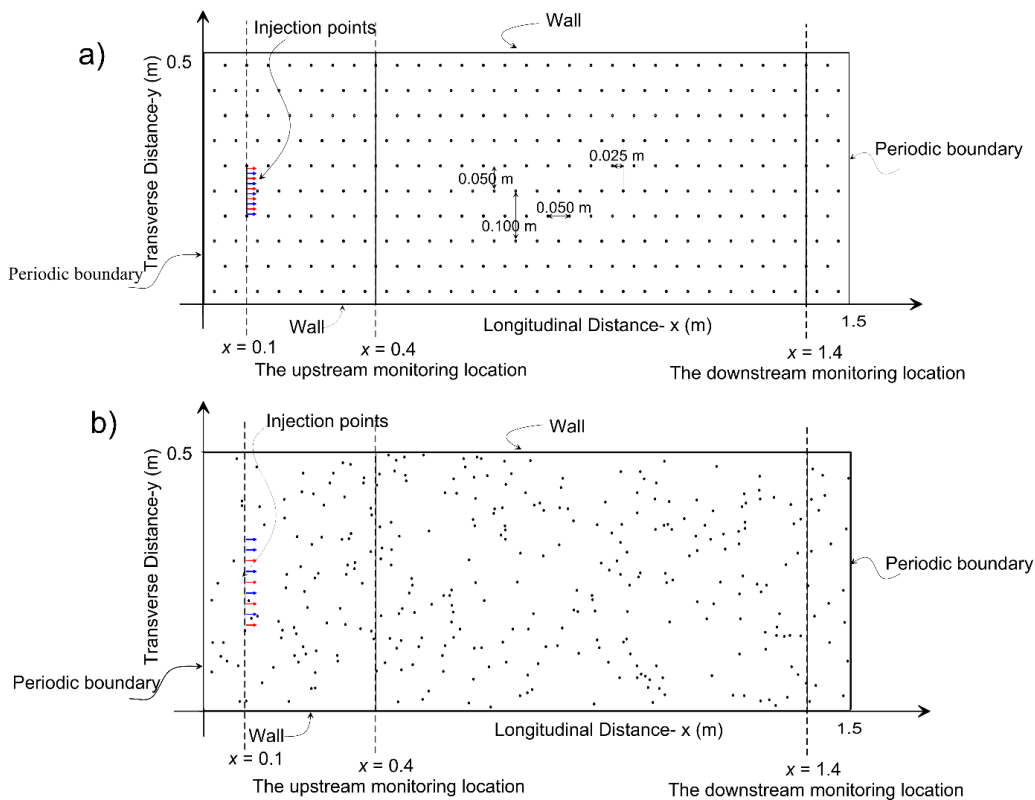 a)
Injection points
Wall
0.5
Transverse Distance-y (m)
Periodic boundary
0.025 m
0.050 m
0.050 m
0.100 m
Periodic boundary
Wall
Longitudinal Distance- x (m)
1.5
x = 0.1
x = 0.4
x = 1.4
The upstream monitoring location
The downstream monitoring location
b)
Injection points
Wall
0.5
Transverse Distance-y (m)
Periodic boundary
Periodic boundary
Wall
Longitudinal Distance- x (m)
1.5
x = 0.1
x = 0.4
x = 1.4
The upstream monitoring location
The downstream monitoring location